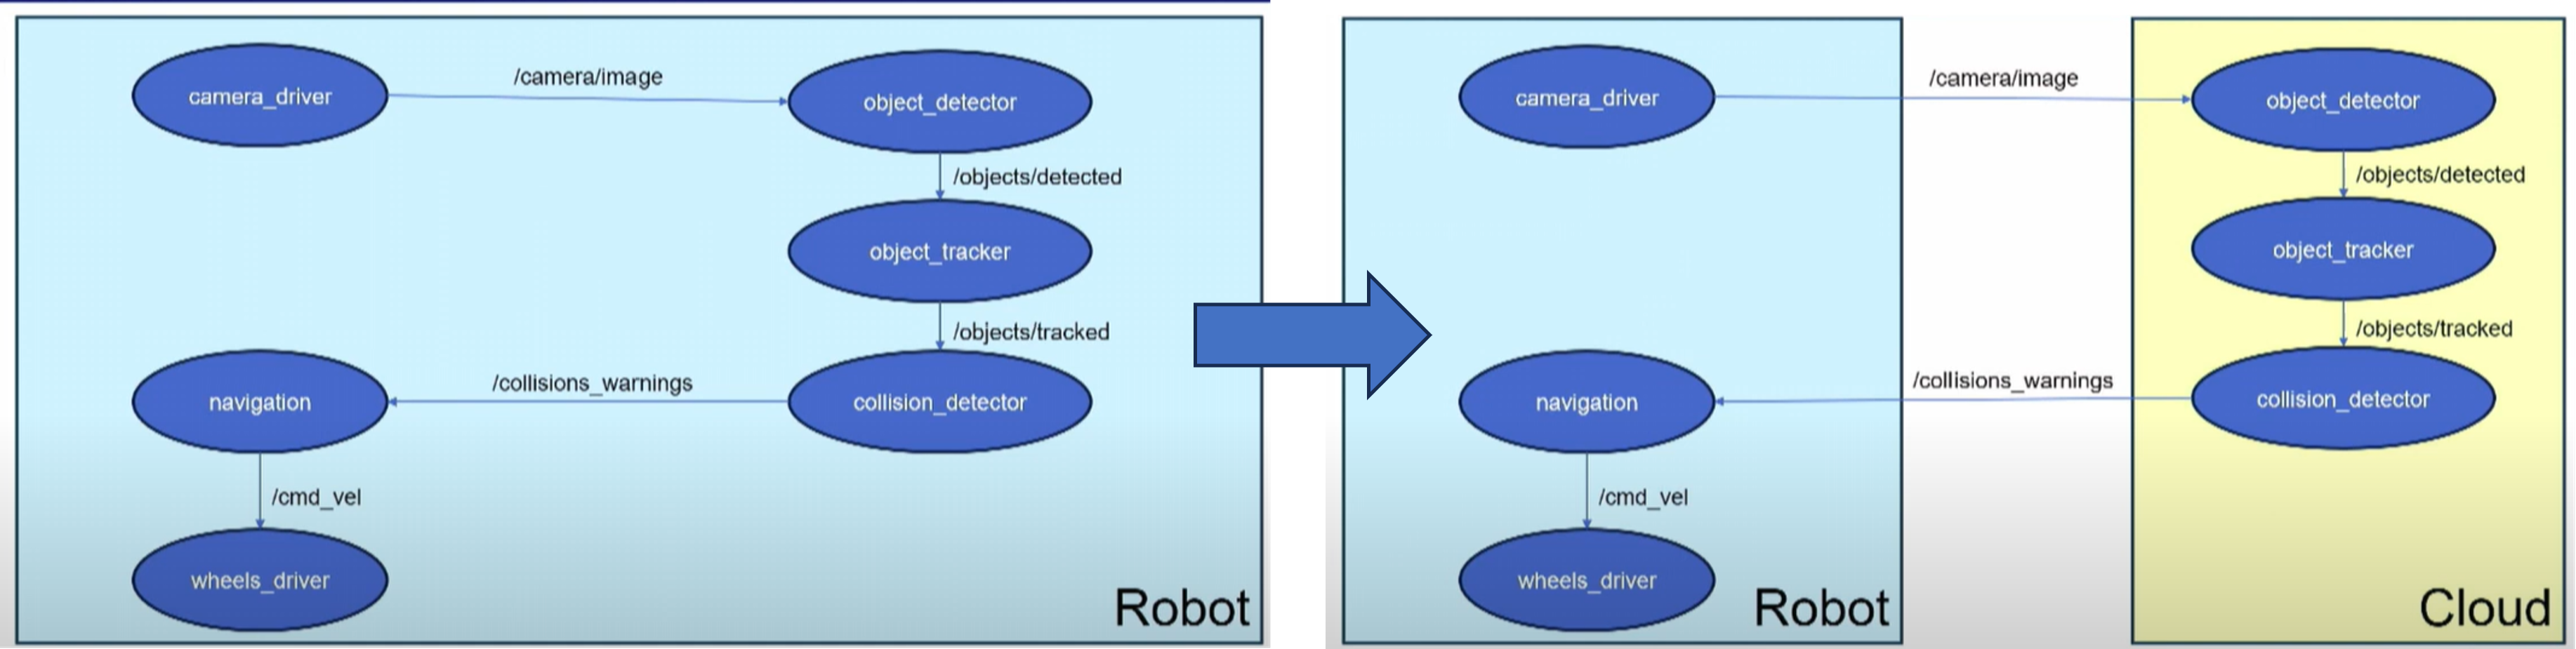 camera_driver
/camera/image
object_detector
/objects/detected
object_tracker
/objects/tracked
navigation
/collisions_warnings
collision_detector
/cmd_vel
wheels_driver
Robot
camera_driver
/camera/image
object_detector
/objects/detected
object_tracker
/objects/tracked
navigation
/collisions_warnings
collision_detector
/cmd_vel
wheels_driver
Robot
Cloud